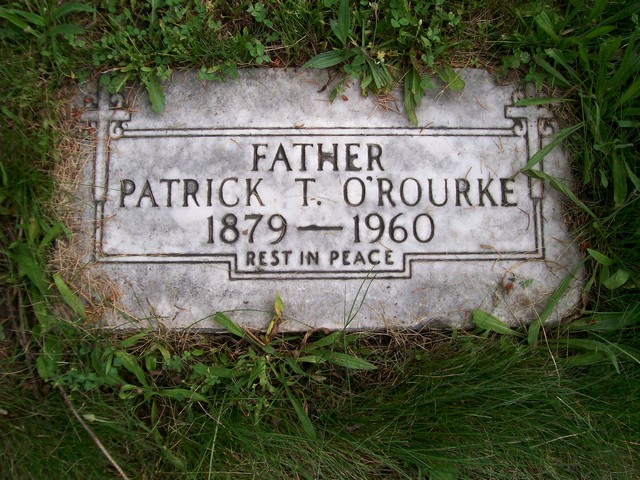 FATHER
PATRICK T. O'ROURKE
1879 — 1960
REST IN PEACE